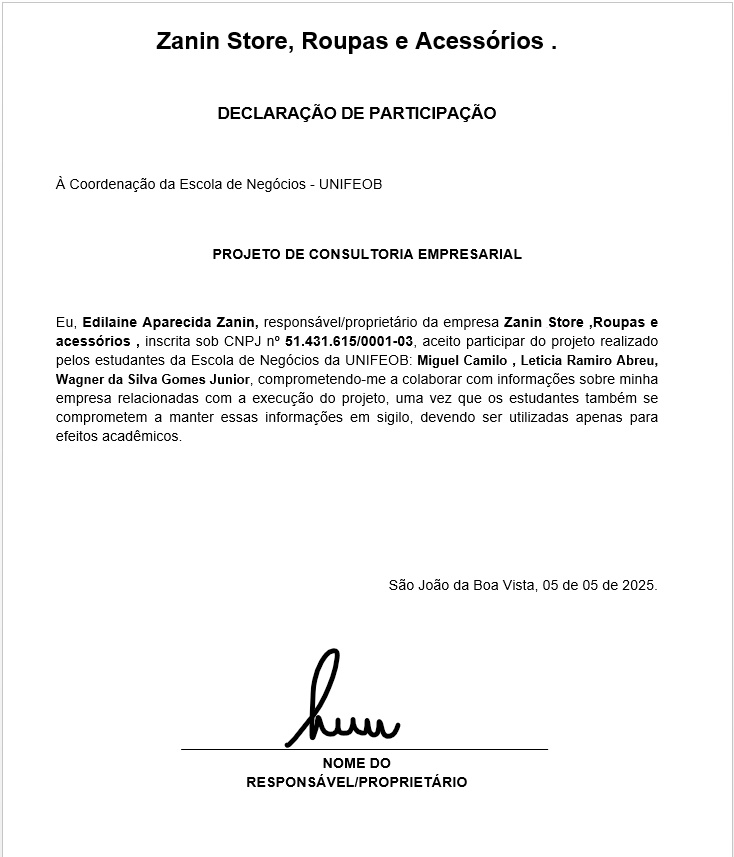 Zanin Store, Roupas e Acessórios .
DECLARAÇÃO DE PARTICIPAÇÃO
À Coordenação da Escola de Negócios - UNIFEOB
PROJETO DE CONSULTORIA EMPRESARIAL
Eu, Edilaine Aparecida Zanin, responsável/proprietário da empresa Zanin Store ,Roupas e
acessórios , inscrita sob CNPJ nº 51.431.615/0001-03, aceito participar do projeto realizado
pelos estudantes da Escola de Negócios da UNIFEOB: Miguel Camilo , Leticia Ramiro Abreu,
Wagner da Silva Gomes Junior, comprometendo-me a colaborar com informações sobre minha
empresa relacionadas com a execução do projeto, uma vez que os estudantes também se
comprometem a manter essas informações em sigilo, devendo ser utilizadas apenas para
efeitos acadêmicos.
São João da Boa Vista, 05 de 05 de 2025.
NOME DO
RESPONSÁVEL/PROPRIETÁRIO